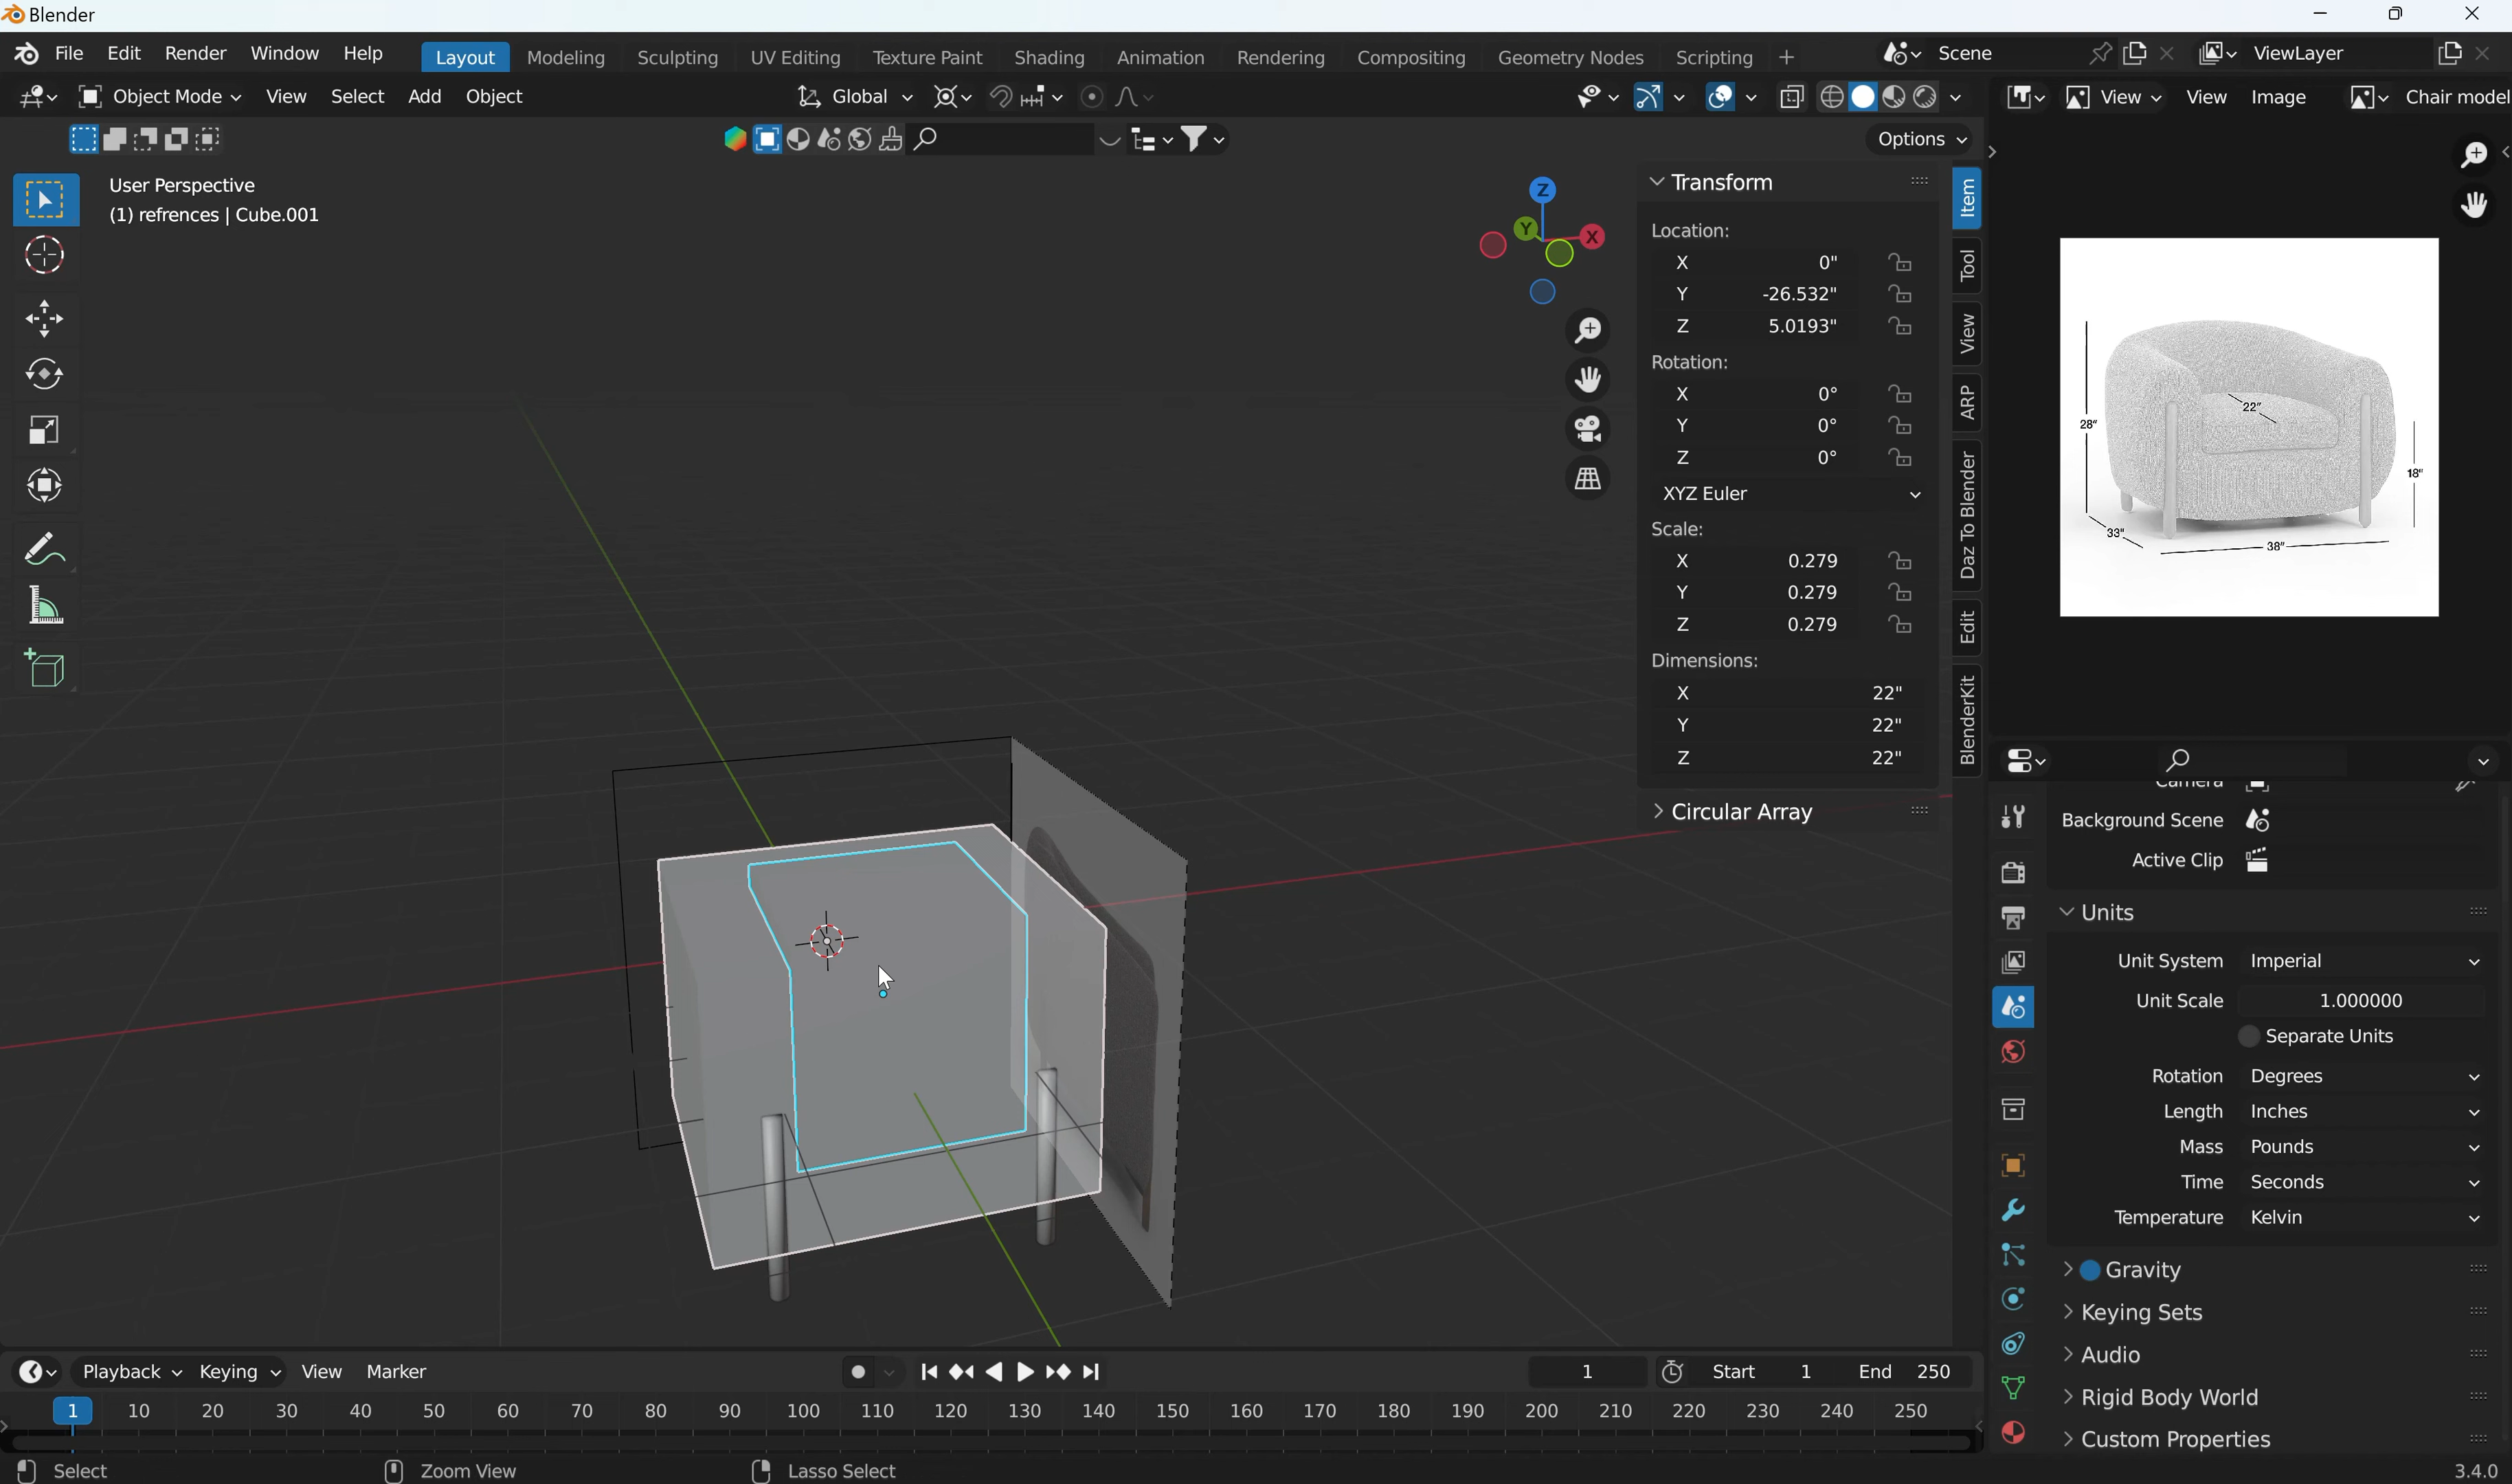 Blender
File Edit Render Window Help Layout Modeling Sculpting UV Editing Texture Paint Shading Animation Rendering Compositing Geometry Nodes Scripting + Scene ViewLayer
Object Mode View Select Add Object Global View View Image Chair model
Options
User Perspective
(1) refrences | Cube.001
Z
Y
X
Transform
Location:
X 0"
Y -26.532"
Z 5.0193"
Rotation:
X 0°
Y 0°
Z 0°
XYZ Euler
Scale:
X 0.279
Y 0.279
Z 0.279
Dimensions:
X 22"
Y 22"
Z 22"
Circular Array
Item
Tool
View
ARP
Daz To Blender
Edit
BlenderKit
22"
28"
18"
33"
38"
Camera
Background Scene
Active Clip
Units
Unit System Imperial
Unit Scale 1.000000
Separate Units
Rotation Degrees
Length Inches
Mass Pounds
Time Seconds
Temperature Kelvin
Gravity
Keying Sets
Audio
Rigid Body World
Custom Properties
Playback Keying View Marker 1 Start 1 End 250
1 10 20 30 40 50 60 70 80 90 100 110 120 130 140 150 160 170 180 190 200 210 220 230 240 250
Select Zoom View Lasso Select 3.4.0